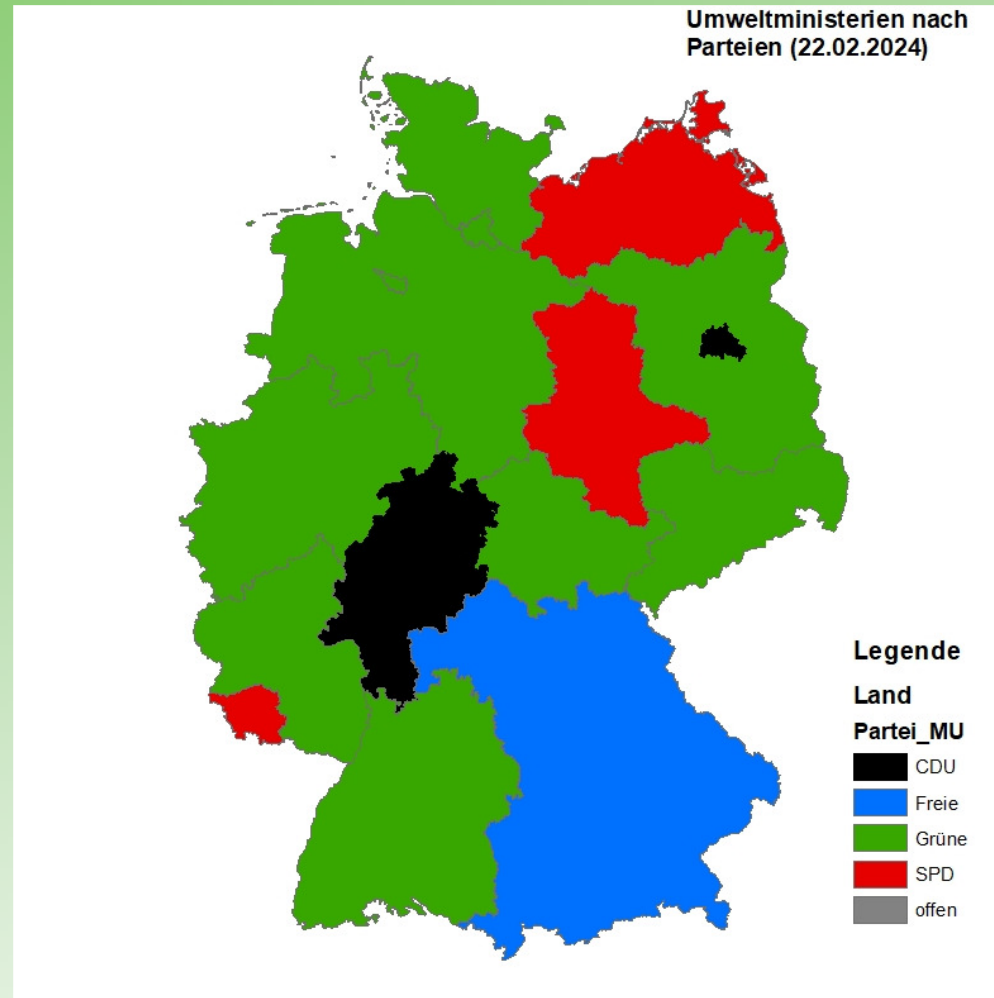 Umweltministerien nach
Parteien (22.02.2024)
Legende
Land
Partei_MU
CDU
Freie
Grüne
SPD
offen